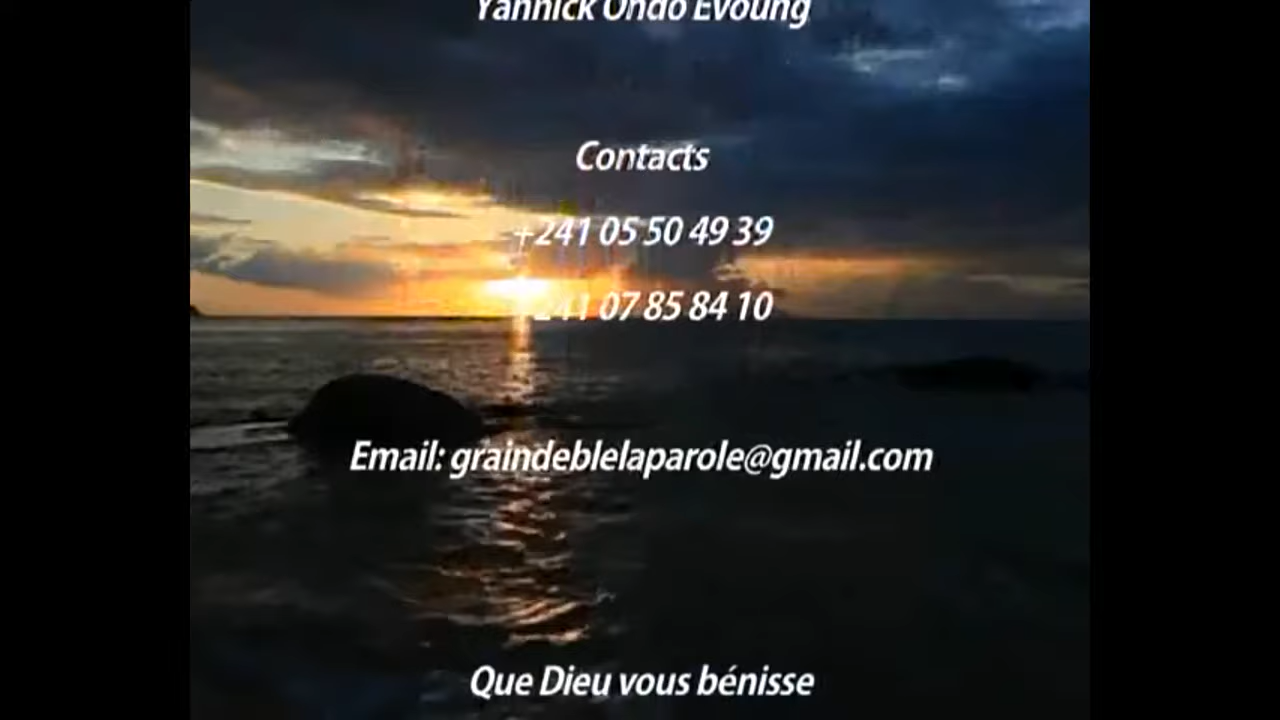 Yannick Ondo Evoung
Contacts
+241 05 50 49 39
+241 07 85 84 10
Email: graindeblelaparole@gmail.com
Que Dieu vous bénisse